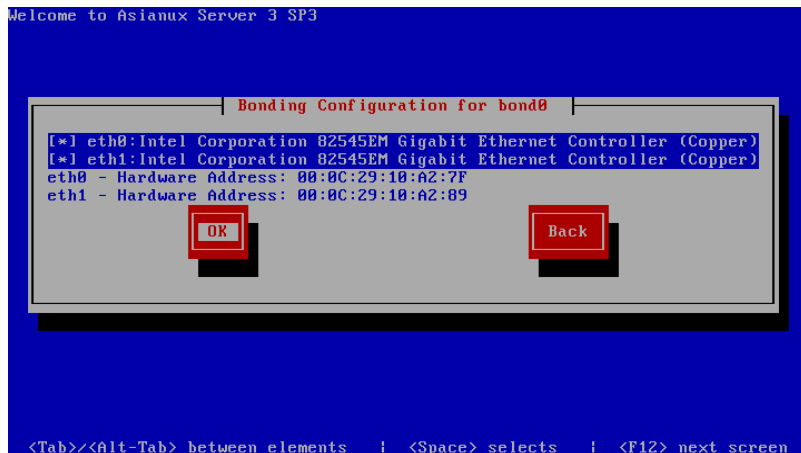 Welcome to Asianux Server 3 SP3
Bonding Configuration for bond0
[*] eth0:Intel Corporation 82545EM Gigabit Ethernet Controller (Copper)
[*] eth1:Intel Corporation 82545EM Gigabit Ethernet Controller (Copper)
eth0 - Hardware Address: 00:0C:29:10:A2:7F
eth1 - Hardware Address: 00:0C:29:10:A2:89
OK Back
<Tab>/<Alt-Tab> between elements | <Space> selects | <F12> next screen